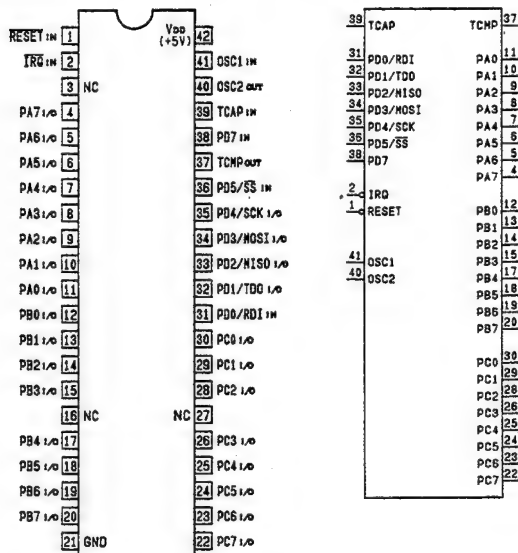 RESET IN 1
IRQ IN 2
3 NC
PA7 I/O 4
PA6 I/O 5
PA5 I/O 6
PA4 I/O 7
PA3 I/O 8
PA2 I/O 9
PA1 I/O 10
PA0 I/O 11
PB0 I/O 12
PB1 I/O 13
PB2 I/O 14
PB3 I/O 15
16 NC
PB4 I/O 17
PB5 I/O 18
PB6 I/O 19
PB7 I/O 20
21 GND
VDD 42
(+5V)
41 OSC1 IN
40 OSC2 OUT
39 TCAP IN
38 PD7 IN
37 TCMP OUT
36 PD5/SS IN
35 PD4/SCK I/O
34 PD3/MOSI I/O
33 PD2/MISO I/O
32 PD1/TDO I/O
31 PD0/RDI IN
30 PC0 I/O
29 PC1 I/O
28 PC2 I/O
NC 27
26 PC3 I/O
25 PC4 I/O
24 PC5 I/O
23 PC6 I/O
22 PC7 I/O
39 TCAP
31 PD0/RDI
32 PD1/TDO
33 PD2/MISO
34 PD3/MOSI
35 PD4/SCK
36 PD5/SS
38 PD7
2 IRQ
1 RESET
41 OSC1
40 OSC2
TCMP 37
PA0 11
PA1 10
PA2 9
PA3 8
PA4 7
PA5 6
PA6 5
PA7 4
PB0 12
PB1 13
PB2 14
PB3 15
PB4 17
PB5 18
PB6 19
PB7 20
PC0 30
PC1 29
PC2 28
PC3 26
PC4 25
PC5 24
PC6 23
PC7 22